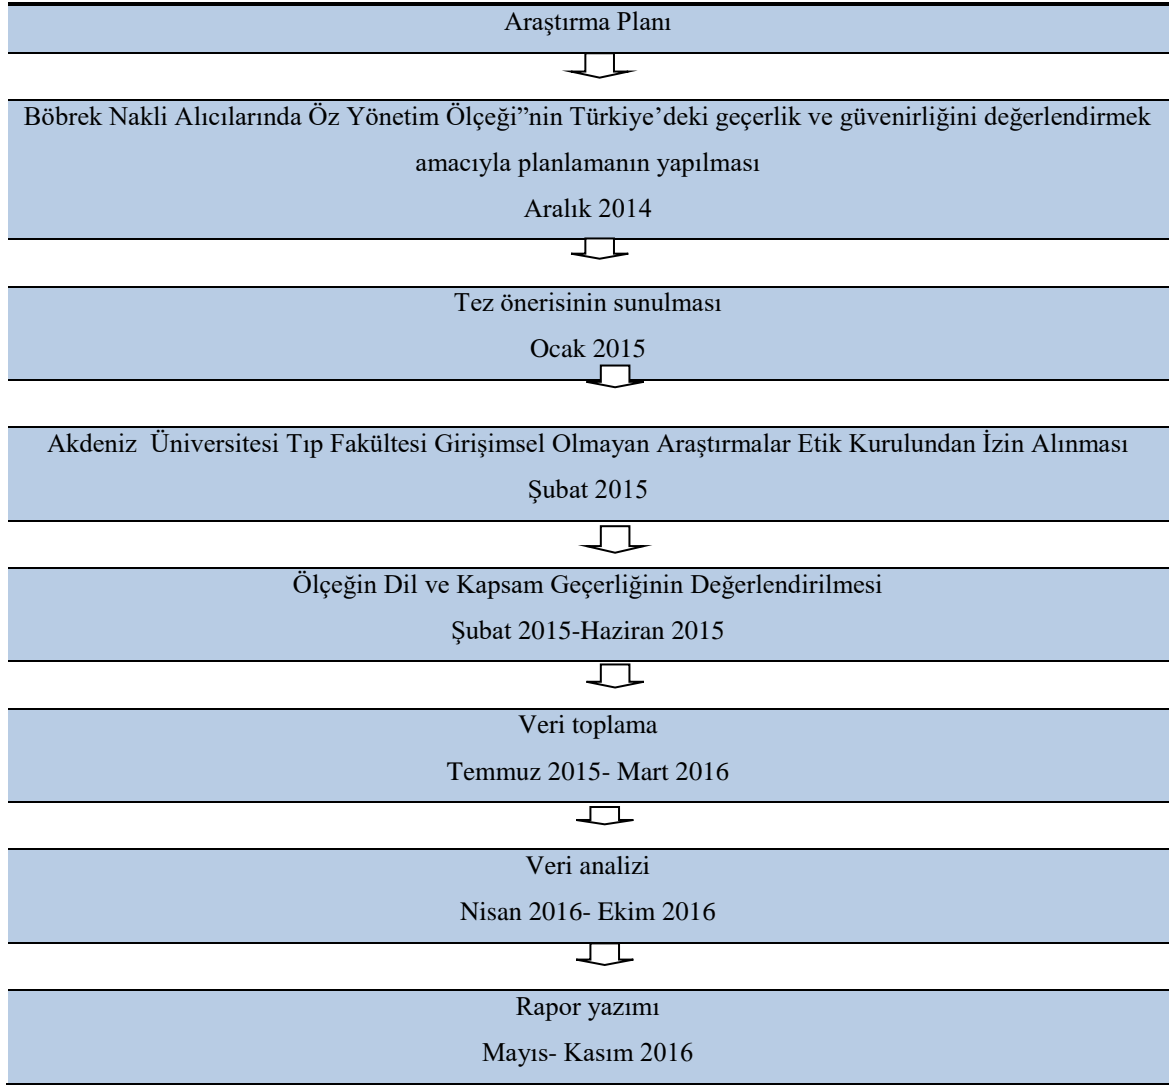 Araştırma Planı
Böbrek Nakli Alıcılarında Öz Yönetim Ölçeği”nin Türkiye’deki geçerlik ve güvenirliğini değerlendirmek
amacıyla planlamanın yapılması
Aralık 2014
Tez önerisinin sunulması
Ocak 2015
Akdeniz  Üniversitesi Tıp Fakültesi Girişimsel Olmayan Araştırmalar Etik Kurulundan İzin Alınması
Şubat 2015
Ölçeğin Dil ve Kapsam Geçerliğinin Değerlendirilmesi
Şubat 2015-Haziran 2015
Veri toplama
Temmuz 2015- Mart 2016
Veri analizi
Nisan 2016- Ekim 2016
Rapor yazımı
Mayıs- Kasım 2016